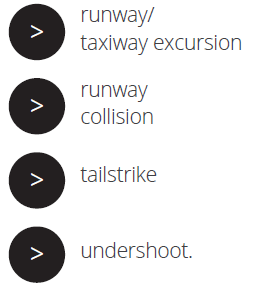 > runway/
taxiway excursion
> runway
collision
> tailstrike
> undershoot.